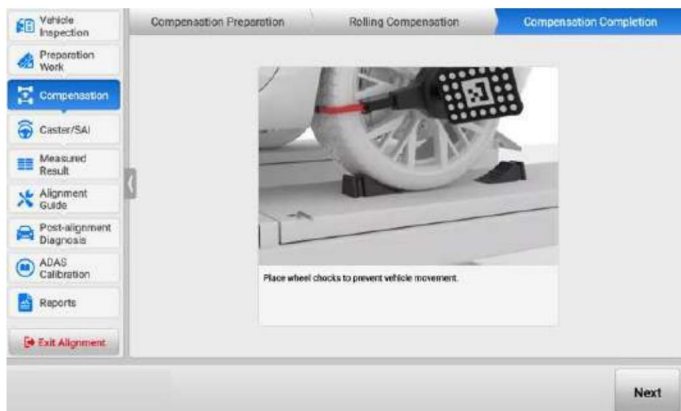 Vehicle
Inspection
Preparation
Work
Compensation
Caster/SAI
Measured
Result
Alignment
Guide
Post-alignment
Diagnosis
ADAS
Calibration
Reports
Exit Alignment
Compensation Preparation
Rolling Compensation
Compensation Completion
Place wheel chocks to prevent vehicle movement.
Next